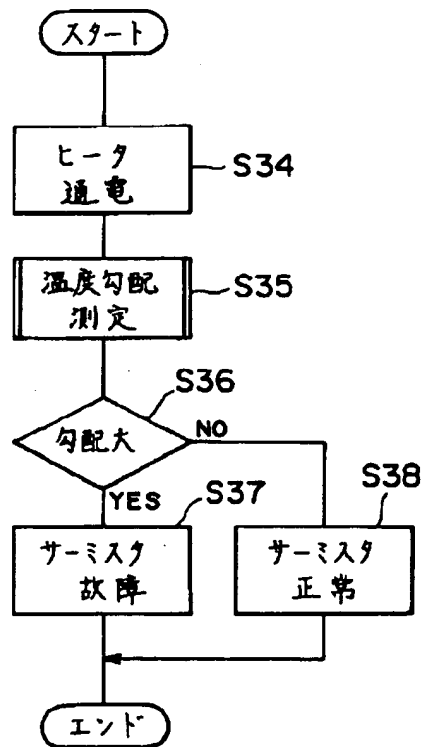 スタート
ヒータ
通電
S34
温度勾配
測定
S35
S36
勾配大
NO
YES
S37
サーミスタ
故障
S38
サーミスタ
正常
エンド